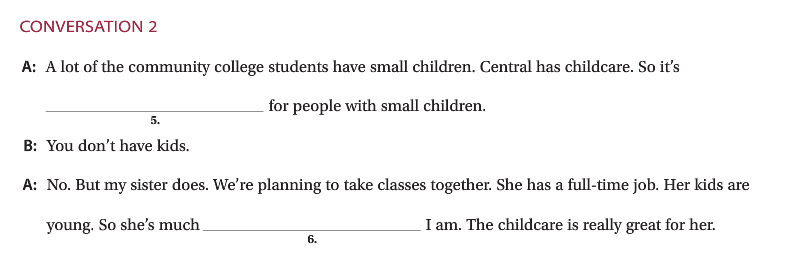 CONVERSATION 2
A: A lot of the community college students have small children. Central has childcare. So it’s
______________________ for people with small children.
5.
B: You don’t have kids.
A: No. But my sister does. We’re planning to take classes together. She has a full-time job. Her kids are
young. So she’s much ______________________ I am. The childcare is really great for her.
6.